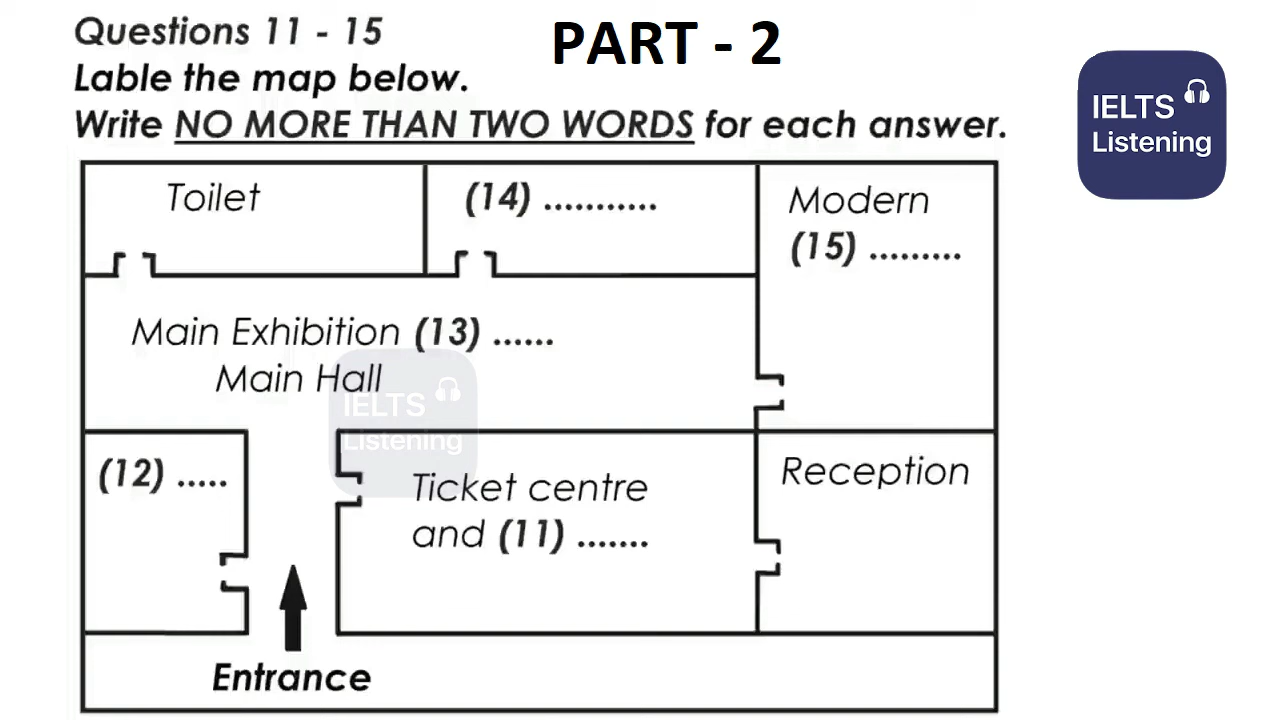 Questions 11 - 15
PART - 2
Lable the map below.
Write NO MORE THAN TWO WORDS for each answer.
IELTS
Listening
Toilet
(14) ...........
Modern
(15) .........
Main Exhibition (13) ......
Main Hall
IELTS
Listening
(12) .....
Ticket centre
and (11) .......
Reception
Entrance